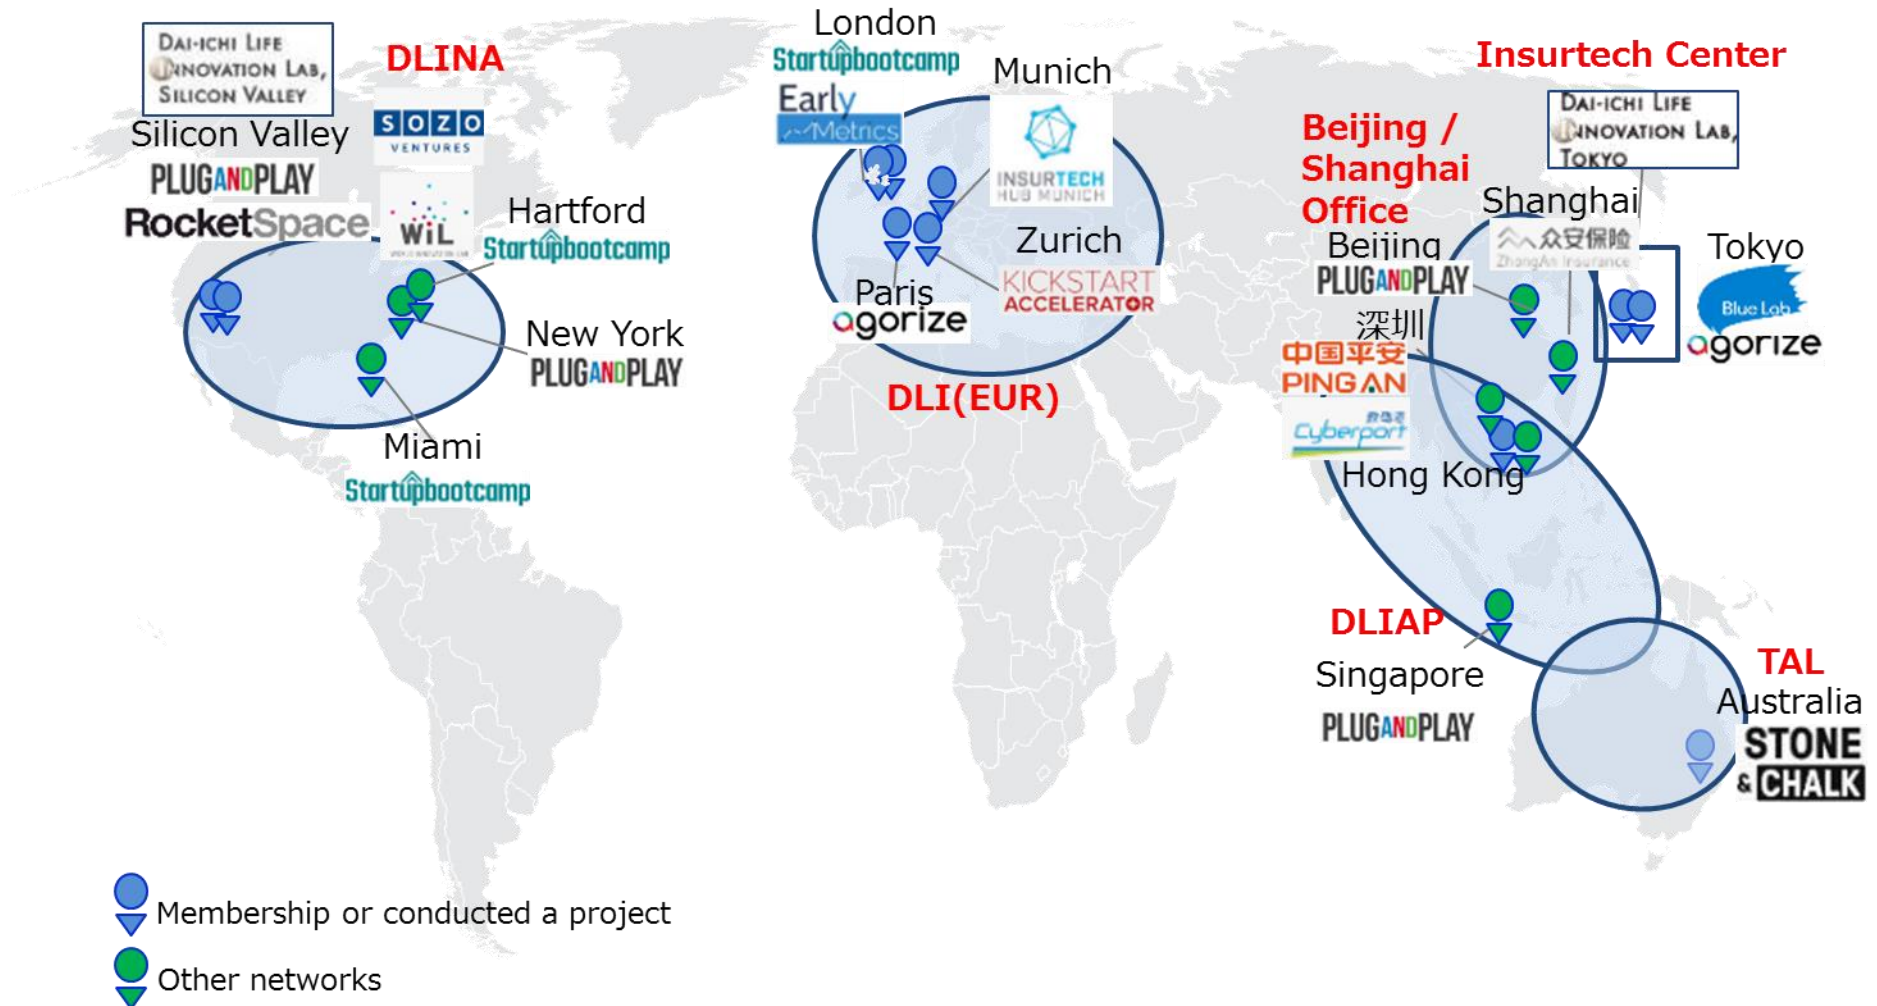 DAI-ICHI LIFE
INNOVATION LAB,
SILICON VALLEY
Silicon Valley
PLUGANDPLAY
RocketSpace
DLINA
SOZO
VENTURES
WiL
Hartford
Startupbootcamp
New York
PLUGANDPLAY
Miami
Startupbootcamp
London
Startupbootcamp
Early
Metrics
Munich
INSURTECH
HUB MUNICH
Zurich
KICKSTART
ACCELERATOR
Paris
agorize
DLI(EUR)
Insurtech Center
DAI-ICHI LIFE
INNOVATION LAB,
TOKYO
Beijing /
Shanghai
Office
Shanghai
众安保险
ZhongAn Insurance
Beijing
PLUGANDPLAY
Tokyo
Blue Lab
agorize
深圳
中国平安
PING AN
Cyberport
Hong Kong
DLIAP
Singapore
PLUGANDPLAY
TAL
Australia
STONE
& CHALK
Membership or conducted a project
Other networks